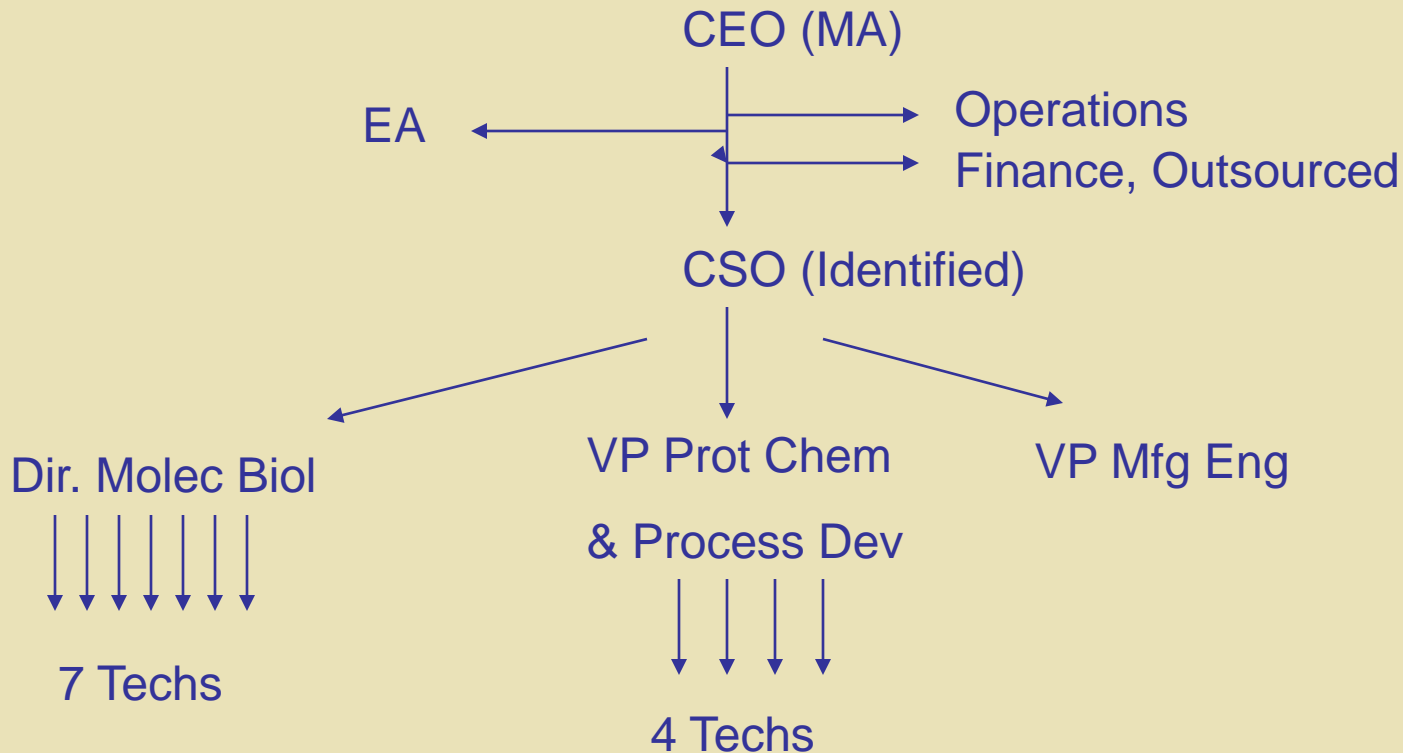 CEO (MA)
EA
Operations
Finance, Outsourced
CSO (Identified)
Dir. Molec Biol
VP Prot Chem
& Process Dev
VP Mfg Eng
7 Techs
4 Techs